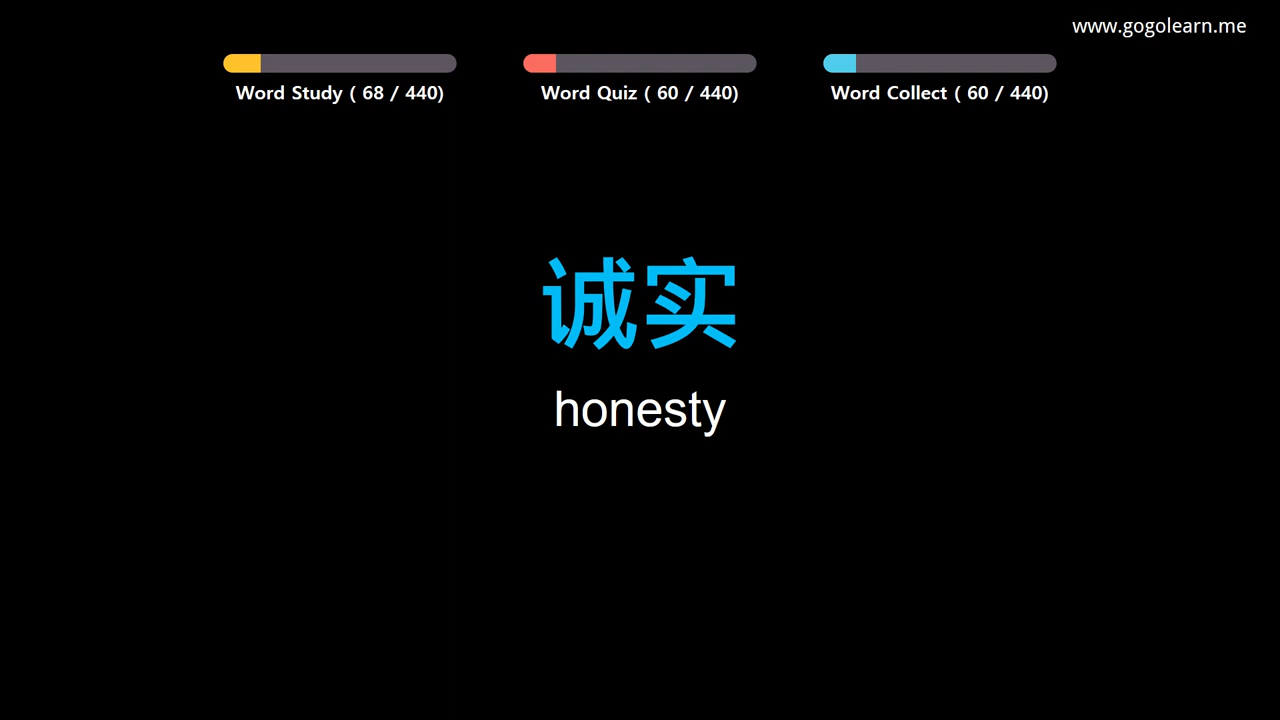 www.gogolearn.me
Word Study ( 68 / 440)
Word Quiz ( 60 / 440)
Word Collect ( 60 / 440)
诚实
honesty